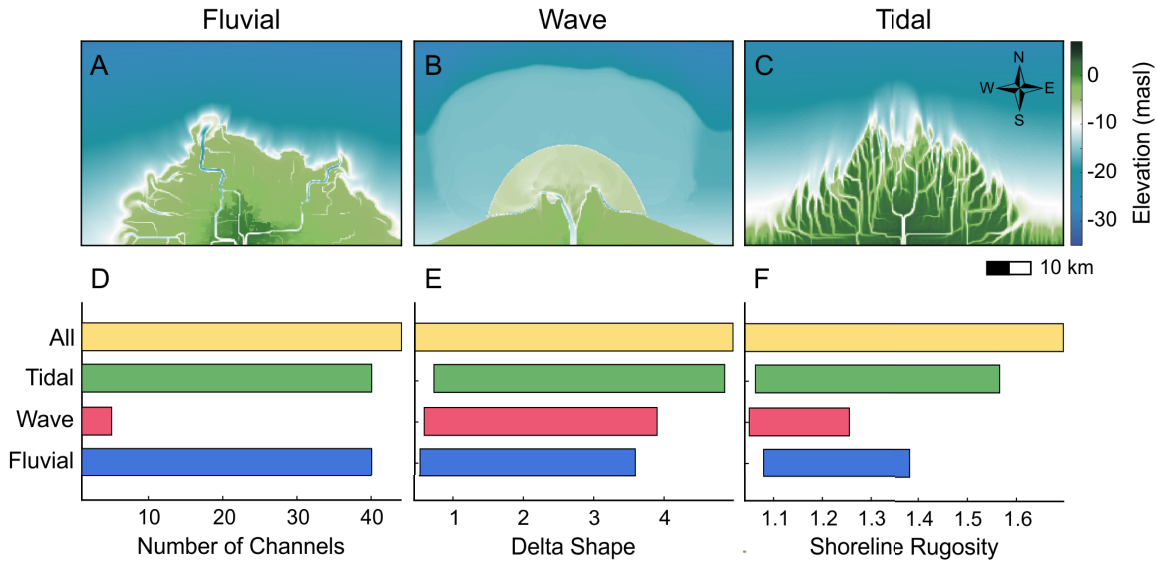 Fluvial Wave Tidal
A B C
N
W E
S
0
-10
-20
-30
Elevation (masl)
10 km
D E F
All
Tidal
Wave
Fluvial
10 20 30 40 1 2 3 4 1.1 1.2 1.3 1.4 1.5 1.6
Number of Channels Delta Shape Shoreline Rugosity